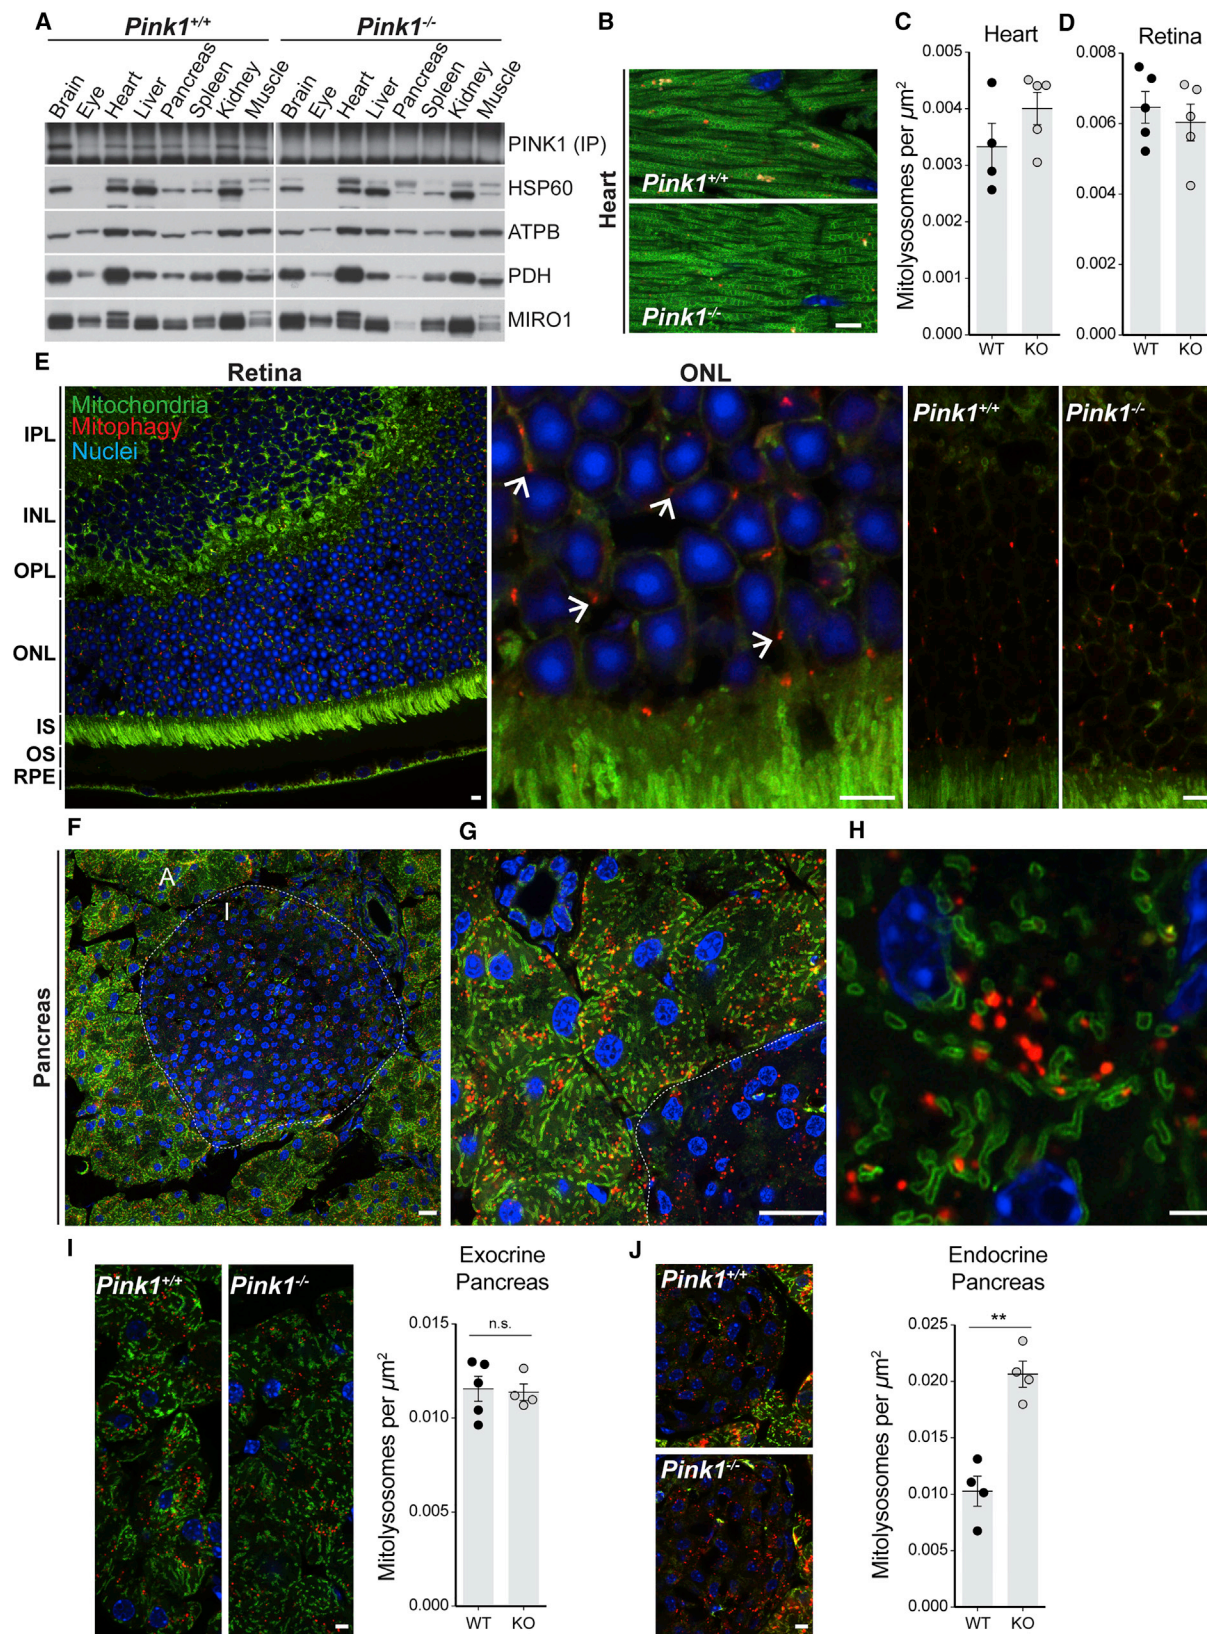 A
Pink1+/+
Pink1-/-
Brain
Eye
Heart
Liver
Pancreas
Spleen
Kidney
Muscle
Brain
Eye
Heart
Liver
Pancreas
Spleen
Kidney
Muscle
PINK1 (IP)
HSP60
ATPB
PDH
MIRO1
B
Heart
Pink1+/+
Pink1-/-
C
Heart
Mitolysosomes per µm2
0.005
0.004
0.003
0.002
0.001
0.000
WT
KO
D
Retina
0.008
0.006
0.004
0.002
0.000
WT
KO
E
Retina
Mitochondria
Mitophagy
Nuclei
IPL
INL
OPL
ONL
IS
OS
RPE
ONL
Pink1+/+
Pink1-/-
F
Pancreas
A
I
G
H
I
Pink1+/+
Pink1-/-
Exocrine
Pancreas
Mitolysosomes per µm2
0.015
0.010
0.005
0.000
n.s.
WT
KO
J
Pink1+/+
Pink1-/-
Endocrine
Pancreas
Mitolysosomes per µm2
0.025
0.020
0.015
0.010
0.005
0.000
**
WT
KO